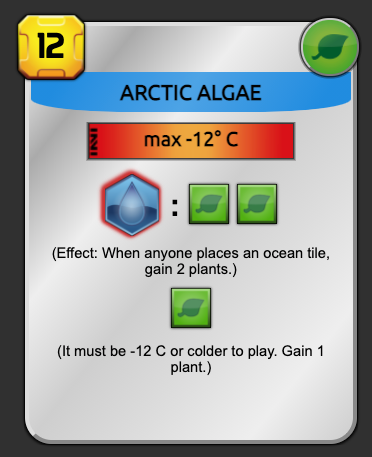 12
ARCTIC ALGAE
max -12° C
:
(Effect: When anyone places an ocean tile,
gain 2 plants.)
(It must be -12 C or colder to play. Gain 1
plant.)